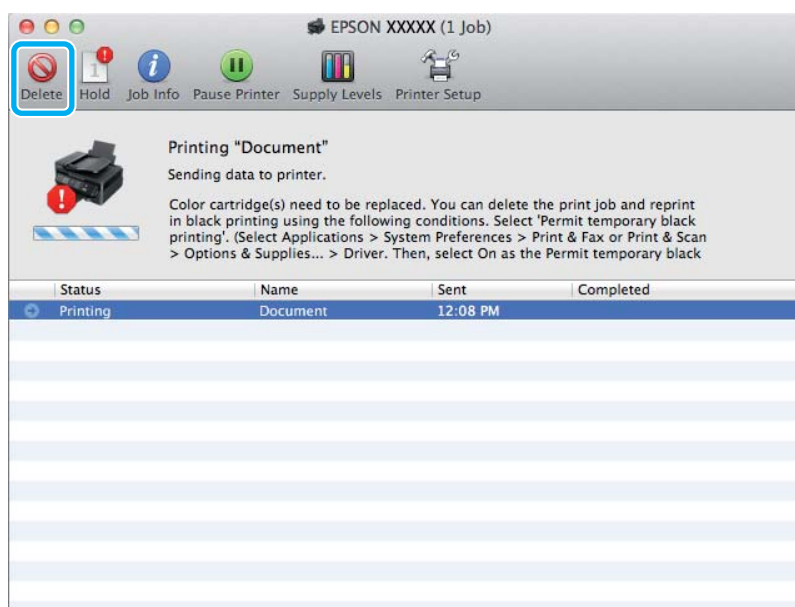 EPSON XXXXX (1 Job)
1
Delete Hold Job Info Pause Printer Supply Levels Printer Setup
Printing “Document”
Sending data to printer.
Color cartridge(s) need to be replaced. You can delete the print job and reprint
in black printing using the following conditions. Select 'Permit temporary black
printing'. (Select Applications > System Preferences > Print & Fax or Print & Scan
> Options & Supplies... > Driver. Then, select On as the Permit temporary black
Status Name Sent Completed
Printing Document 12:08 PM